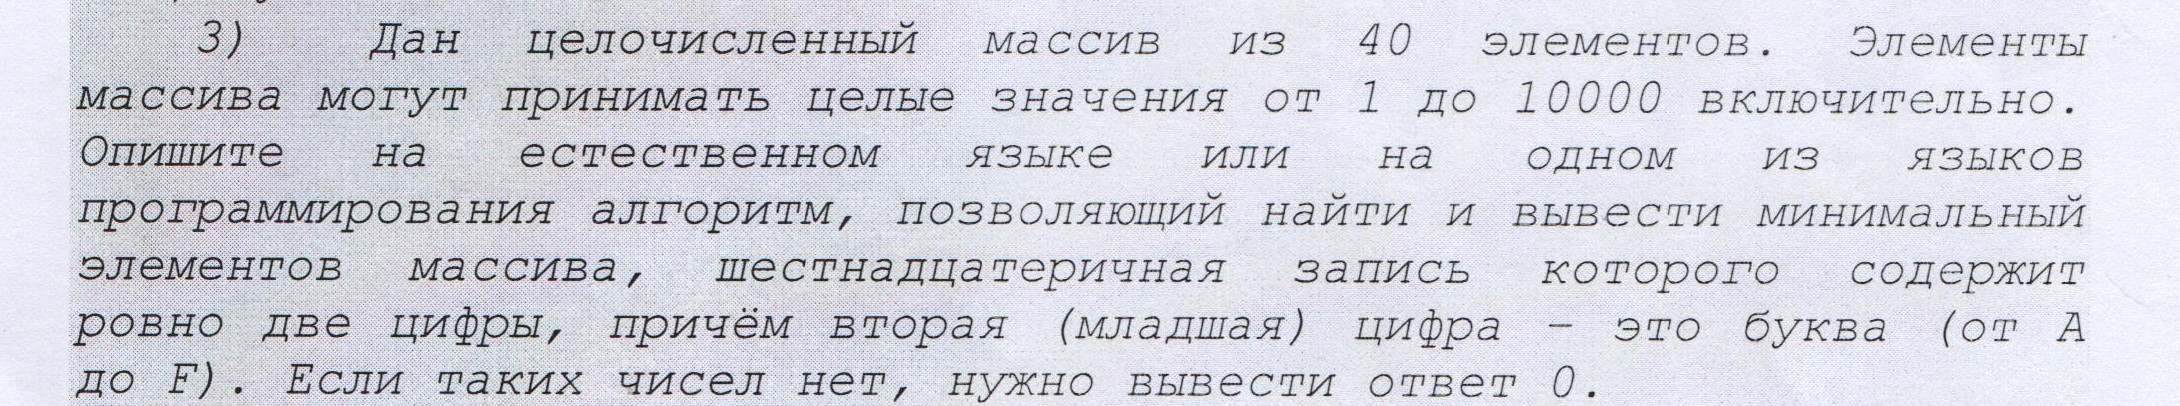 3) Дан целочисленный массив из 40 элементов. Элементы
массива могут принимать целые значения от 1 до 10000 включительно.
Опишите на естественном языке или на одном из языков
программирования алгоритм, позволяющий найти и вывести минимальный
элементов массива, шестнадцатеричная запись которого содержит
ровно две цифры, причём вторая (младшая) цифра – это буква (от A
до F). Если таких чисел нет, нужно вывести ответ 0.